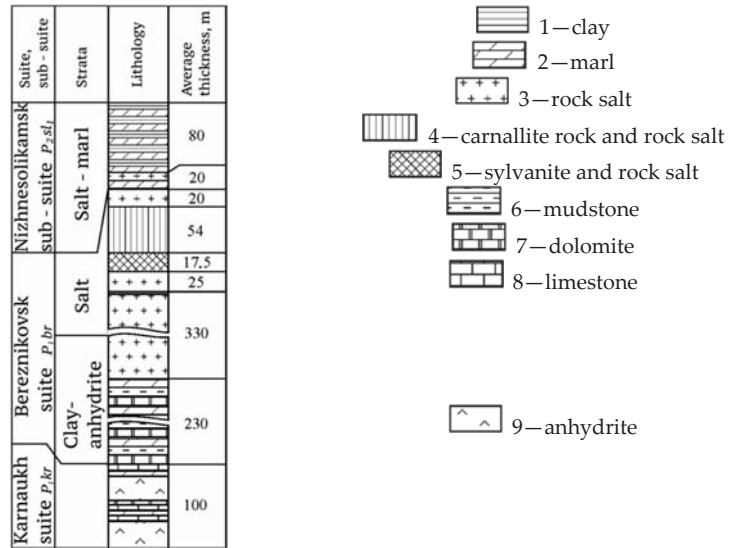 Suite,
sub - suite
Strata
Lithology
Average
thickness, m
Nizhnesolikamsk
sub - suite P₂sl₁
Salt - marl
80
20
20
54
17.5
25
330
230
100
Bereznikovsk
suite P₁br
Salt
Clay-
anhydrite
Karnaukh
suite P₁kr
1—clay
2—marl
3—rock salt
4—carnallite rock and rock salt
5—sylvanite and rock salt
6—mudstone
7—dolomite
8—limestone
9—anhydrite